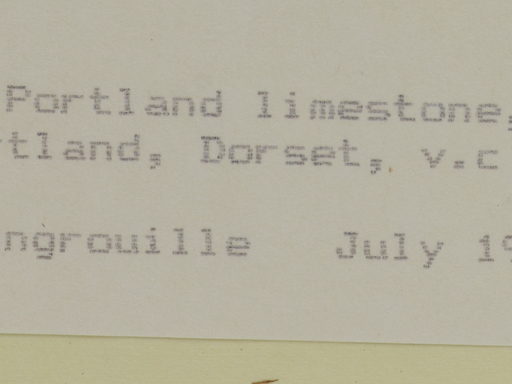 Portland limestone,
tland, Dorset, v.c
ngrouille July 19